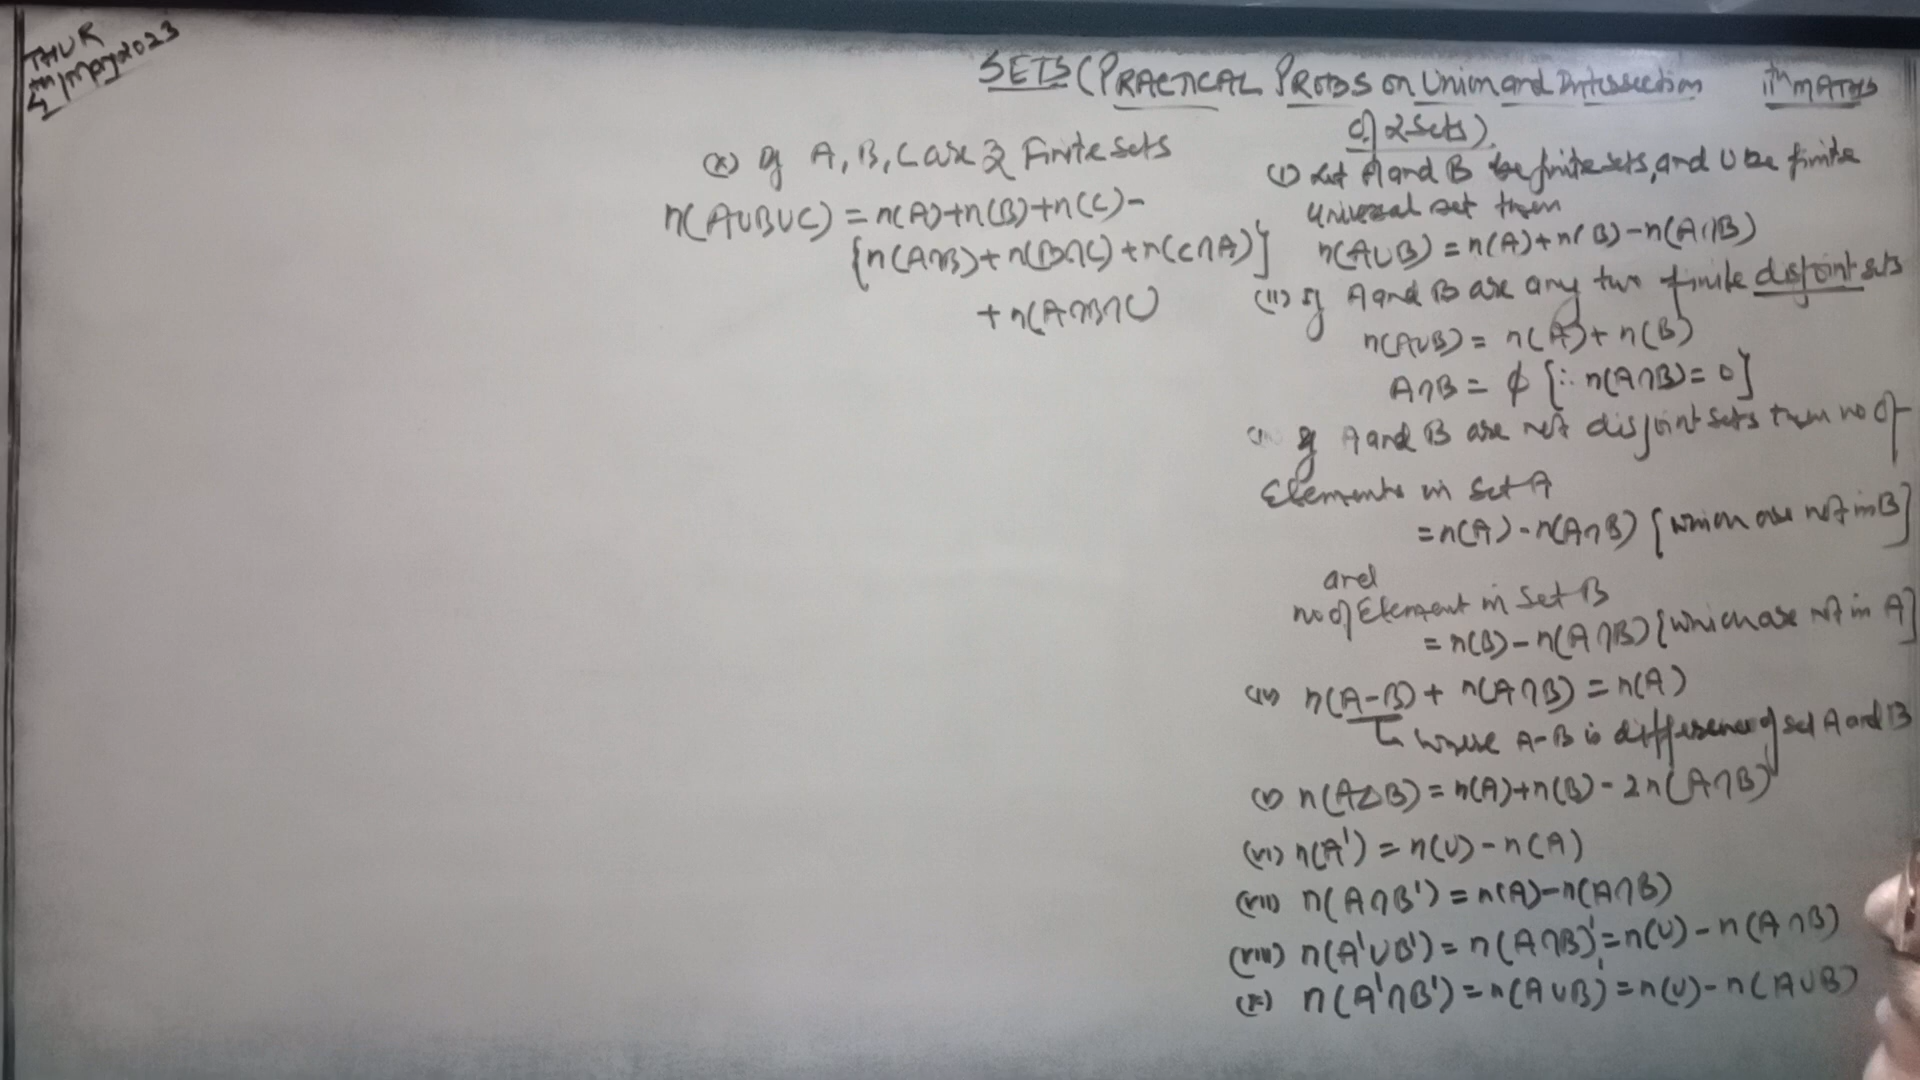 THUR
4th/May2023
SETS (PRACTICAL PROBS on Union and Intersection 11th MATHS
of 2 sets)
(i) Let A and B be finite sets, and U be finite
universal set then
n(A∪B) = n(A)+n(B)-n(A∩B)
(ii) If A and B are any two finite disjoint sets
n(A∪B) = n(A)+n(B)
A∩B = φ {∵ n(A∩B)=0}
If A and B are not disjoint sets then no of
Elements in Set A
= n(A)-n(A∩B) {which are not in B}
and
no of Element in Set B
= n(B)-n(A∩B) {which are not in A}
(iv) n(A-B) + n(A∩B) = n(A)
↳ where A-B is difference of set A and B
(v) n(A△B) = n(A)+n(B)-2n(A∩B)
(vi) n(A') = n(U)-n(A)
(vii) n(A∩B') = n(A)-n(A∩B)
(viii) n(A'∪B') = n(A∩B)' = n(U)-n(A∩B)
(ix) n(A'∩B') = n(A∪B)' = n(U)-n(A∪B)
(x) If A, B, C are 3 Finite sets
n(A∪B∪C) = n(A)+n(B)+n(C)-
{n(A∩B)+n(B∩C)+n(C∩A)}
+n(A∩B∩C)